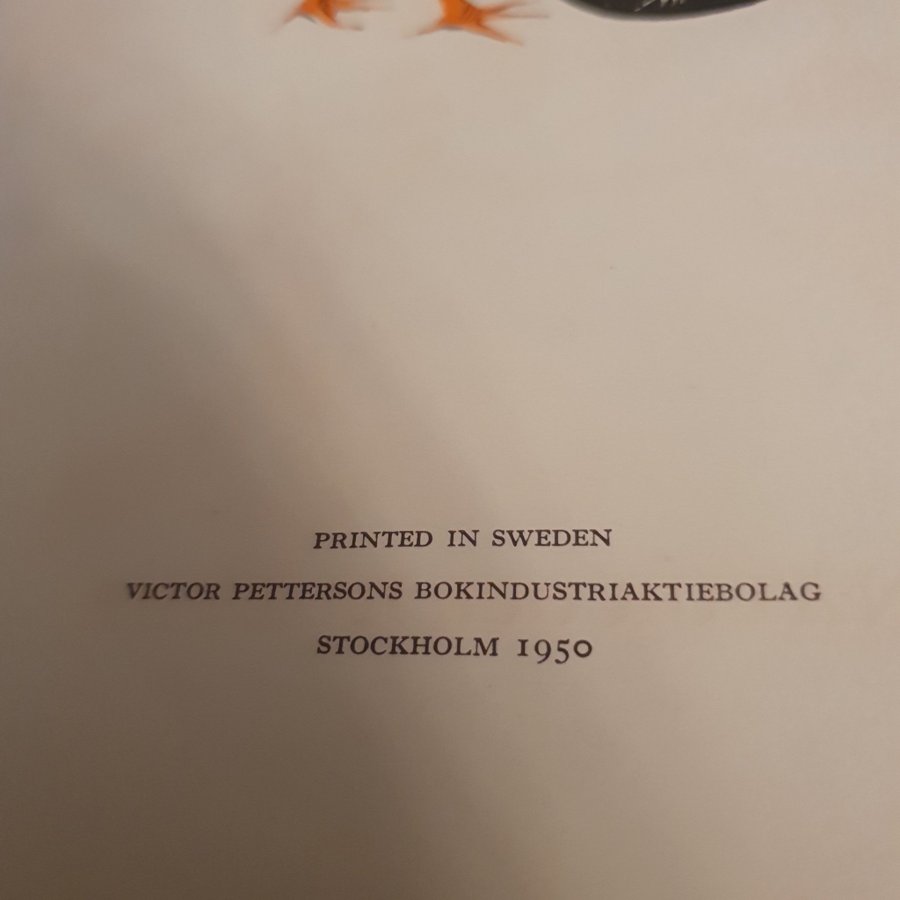 PRINTED IN SWEDEN
VICTOR PETTERSONS BOKINDUSTRIAKTIEBOLAG
STOCKHOLM 1950